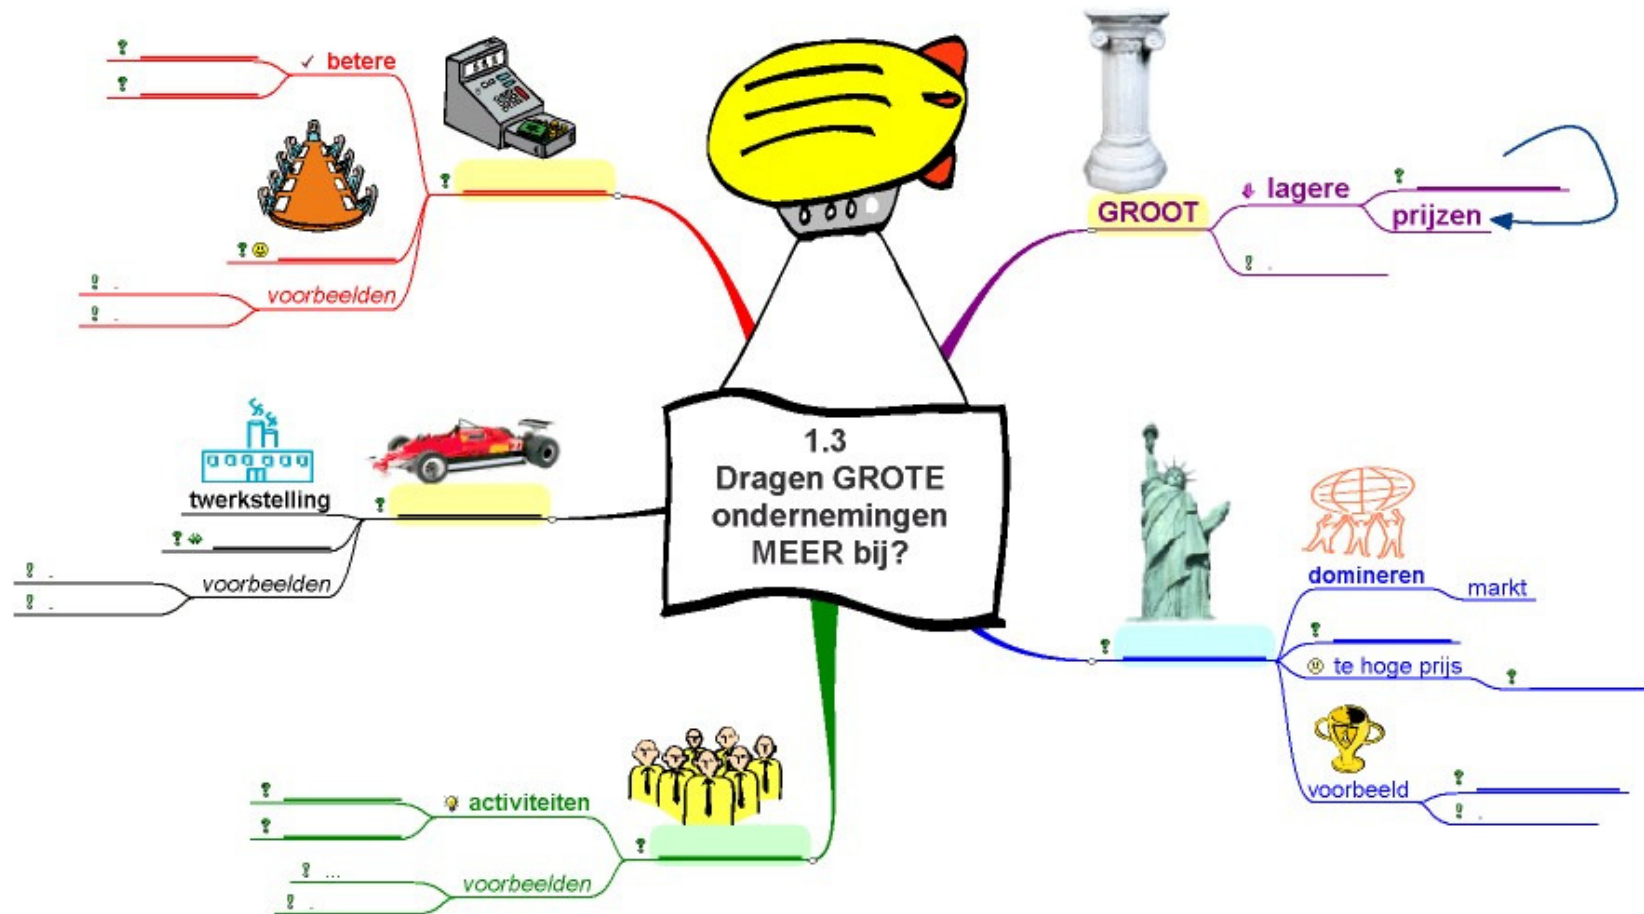 1.3
Dragen GROTE
ondernemingen
MEER bij?
GROOT
lagere
prijzen
domineren
markt
te hoge prijs
voorbeeld
activiteiten
voorbeelden
...
twerkstelling
voorbeelden
betere
voorbeelden